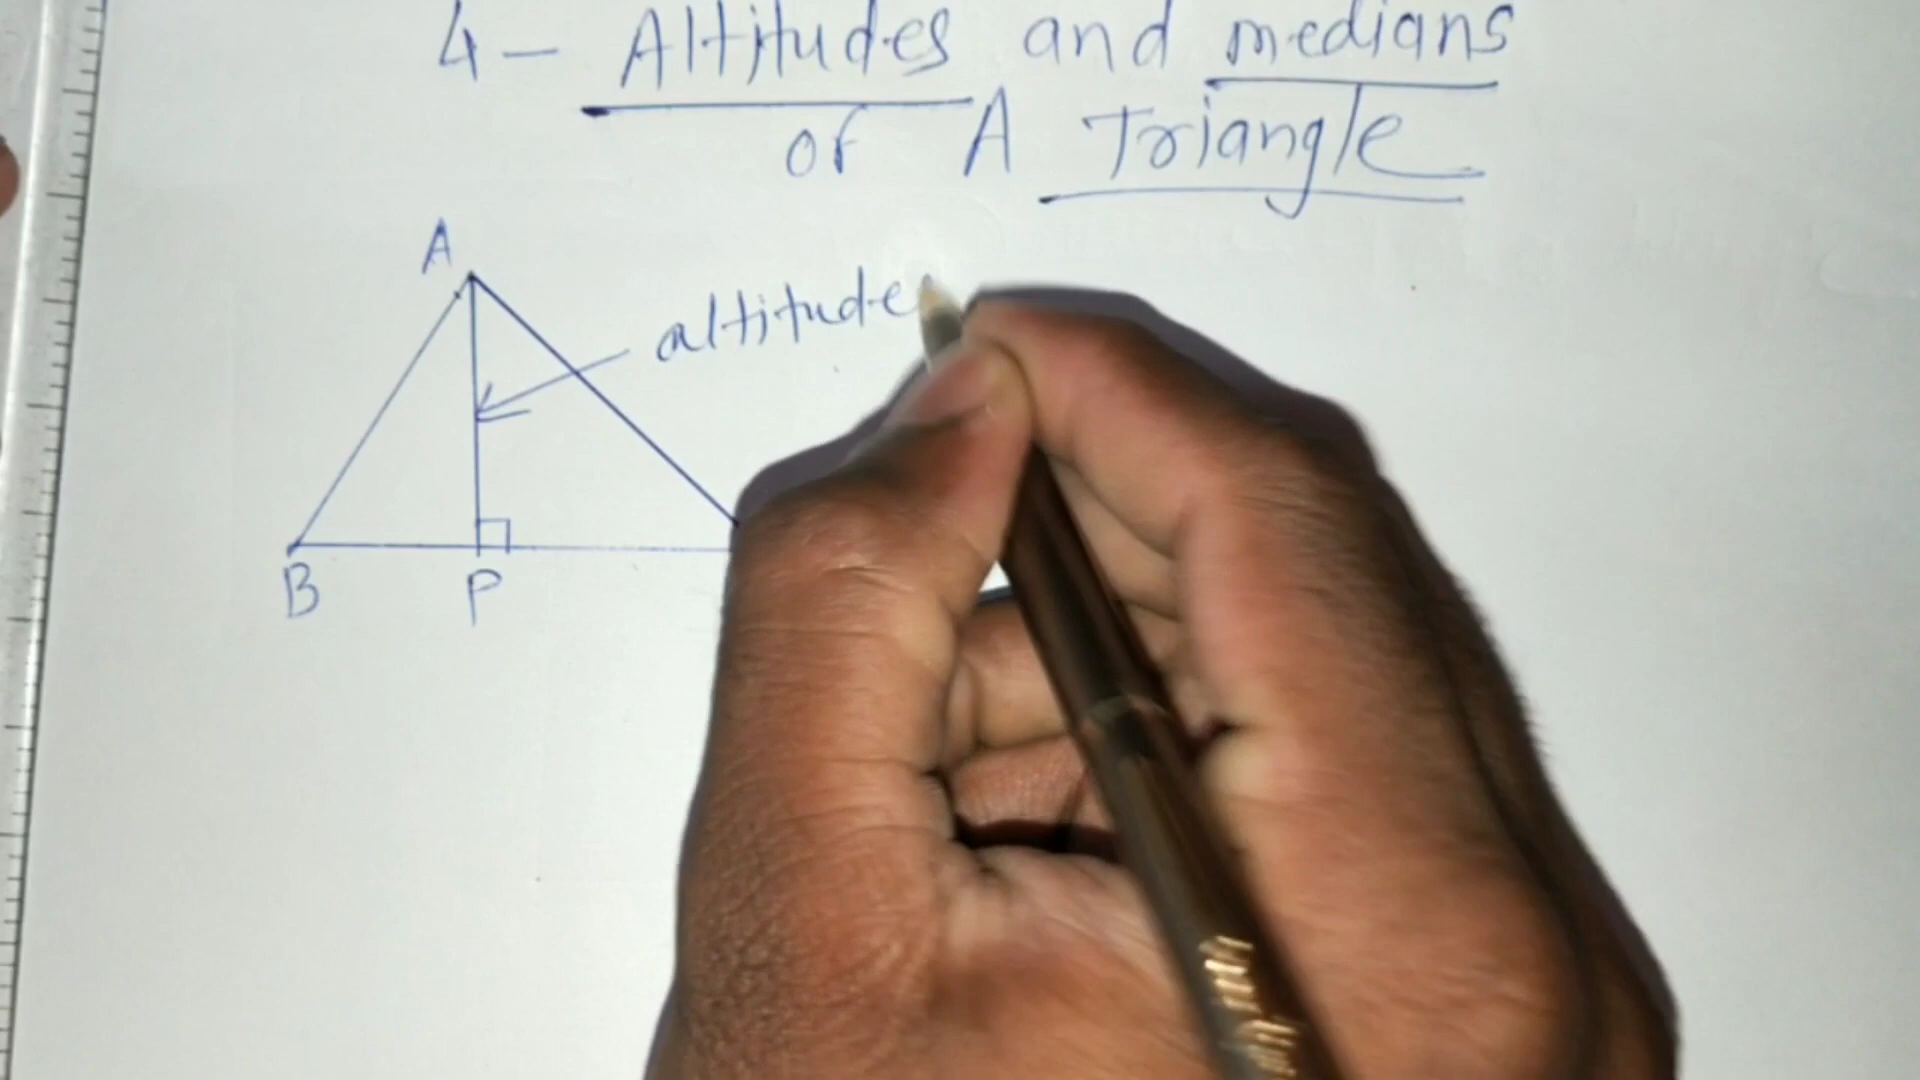 4 - Altitudes and medians
of A Triangle
A
altitude
B
P